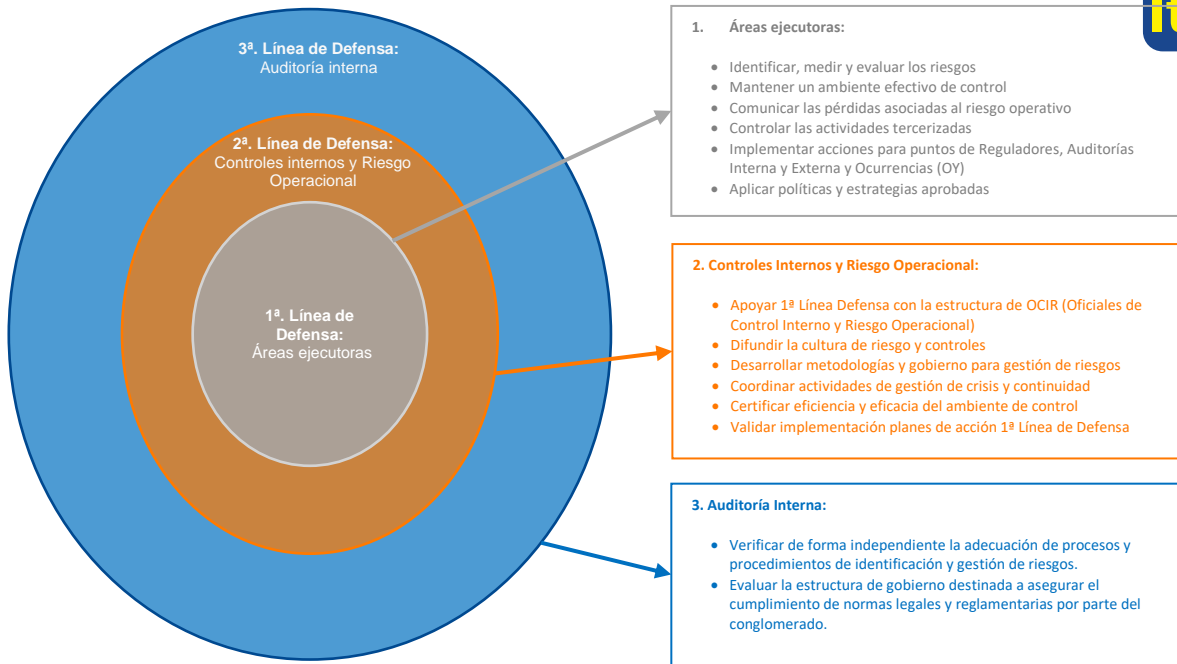 3ª. Línea de Defensa:
Auditoría interna
2ª. Línea de Defensa:
Controles internos y Riesgo
Operacional
1ª. Línea de
Defensa:
Áreas ejecutoras
1. Áreas ejecutoras:
• Identificar, medir y evaluar los riesgos
• Mantener un ambiente efectivo de control
• Comunicar las pérdidas asociadas al riesgo operativo
• Controlar las actividades tercerizadas
• Implementar acciones para puntos de Reguladores, Auditorías
Interna y Externa y Ocurrencias (OY)
• Aplicar políticas y estrategias aprobadas
2. Controles Internos y Riesgo Operacional:
• Apoyar 1ª Línea Defensa con la estructura de OCIR (Oficiales de
Control Interno y Riesgo Operacional)
• Difundir la cultura de riesgo y controles
• Desarrollar metodologías y gobierno para gestión de riesgos
• Coordinar actividades de gestión de crisis y continuidad
• Certificar eficiencia y eficacia del ambiente de control
• Validar implementación planes de acción 1ª Línea de Defensa
3. Auditoría Interna:
• Verificar de forma independiente la adecuación de procesos y
procedimientos de identificación y gestión de riesgos.
• Evaluar la estructura de gobierno destinada a asegurar el
cumplimiento de normas legales y reglamentarias por parte del
conglomerado.